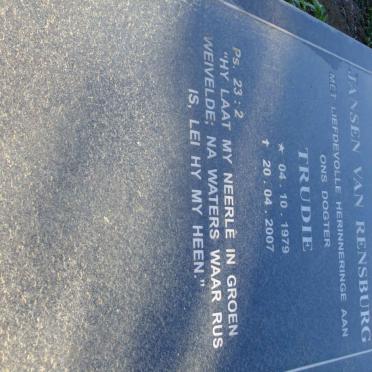 JANSEN VAN RENSBURG
MET LIEFDEVOLLE HERINNERINGE AAN
ONS DOGTER
TRUDIE
★ 04.10.1979
✝ 20.04.2007
Ps. 23:2
"HY LAAT MY NEERLÊ IN GROEN
WEIVELDE; NA WATERS WAAR RUS
IS, LEI HY MY HEEN."